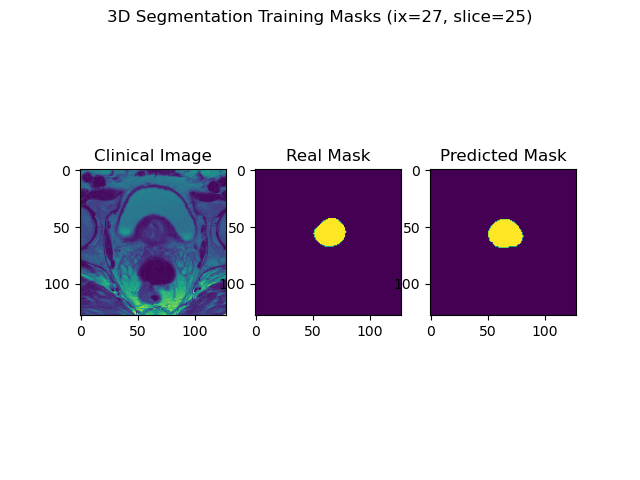 3D Segmentation Training Masks (ix=27, slice=25)
Clinical Image Real Mask Predicted Mask
0 0 0
50 50 50
100 100 100
0 50 100 0 50 100 0 50 100